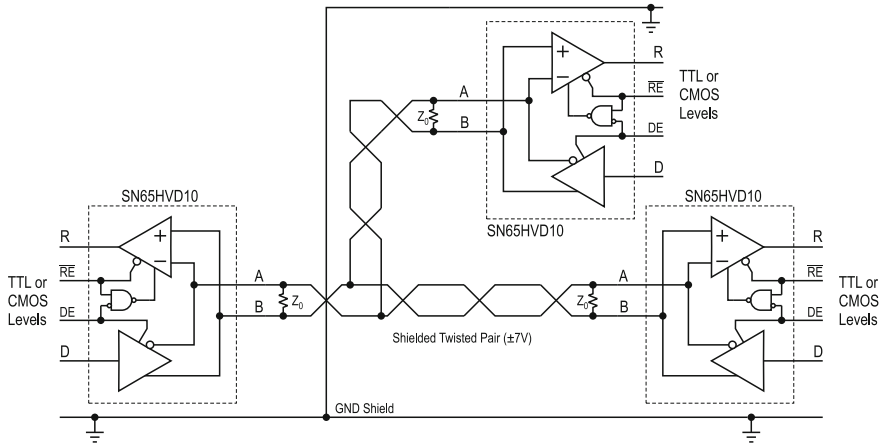 R
TTL or
CMOS
Levels
RE
DE
D
+
−
A
B
Z0
SN65HVD10
SN65HVD10
R
RE
TTL or
CMOS
Levels
DE
D
+
−
A
B
Z0
Shielded Twisted Pair (±7V)
A
B
Z0
SN65HVD10
+
−
R
RE
TTL or
CMOS
Levels
DE
D
GND Shield